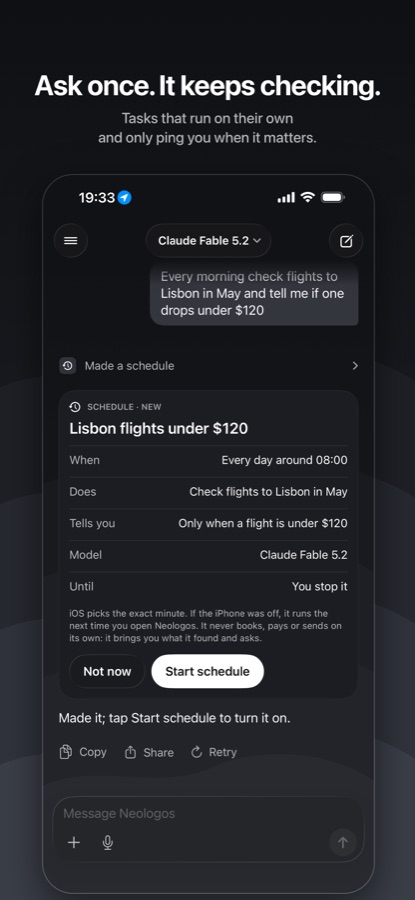 Ask once. It keeps checking.
Tasks that run on their own
and only ping you when it matters.
19:33
Claude Fable 5.2
Every morning check flights to
Lisbon in May and tell me if one
drops under $120
Made a schedule
SCHEDULE · NEW
Lisbon flights under $120
When Every day around 08:00
Does Check flights to Lisbon in May
Tells you Only when a flight is under $120
Model Claude Fable 5.2
Until You stop it
iOS picks the exact minute. If the iPhone was off, it runs the
next time you open Neologos. It never books, pays or sends on
its own: it brings you what it found and asks.
Not now Start schedule
Made it; tap Start schedule to turn it on.
Copy Share Retry
Message Neologos